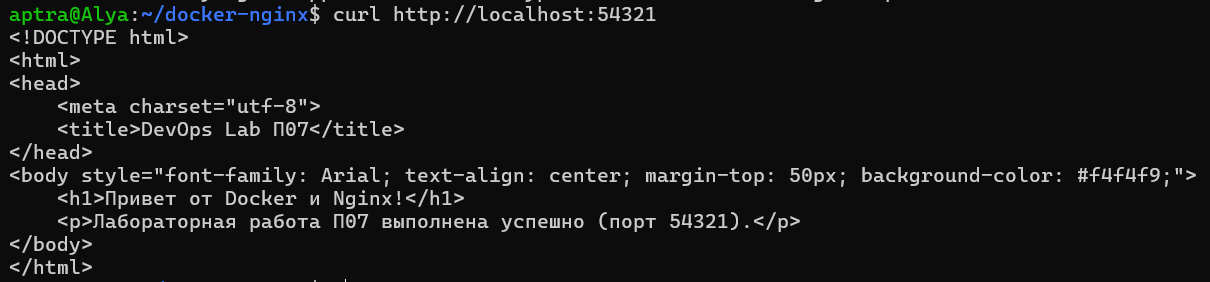 aptra@Alya:~/docker-nginx$ curl http://localhost:54321
<!DOCTYPE html>
<html>
<head>
    <meta charset="utf-8">
    <title>DevOps Lab П07</title>
</head>
<body style="font-family: Arial; text-align: center; margin-top: 50px; background-color: #f4f4f9;">
    <h1>Привет от Docker и Nginx!</h1>
    <p>Лабораторная работа П07 выполнена успешно (порт 54321).</p>
</body>
</html>